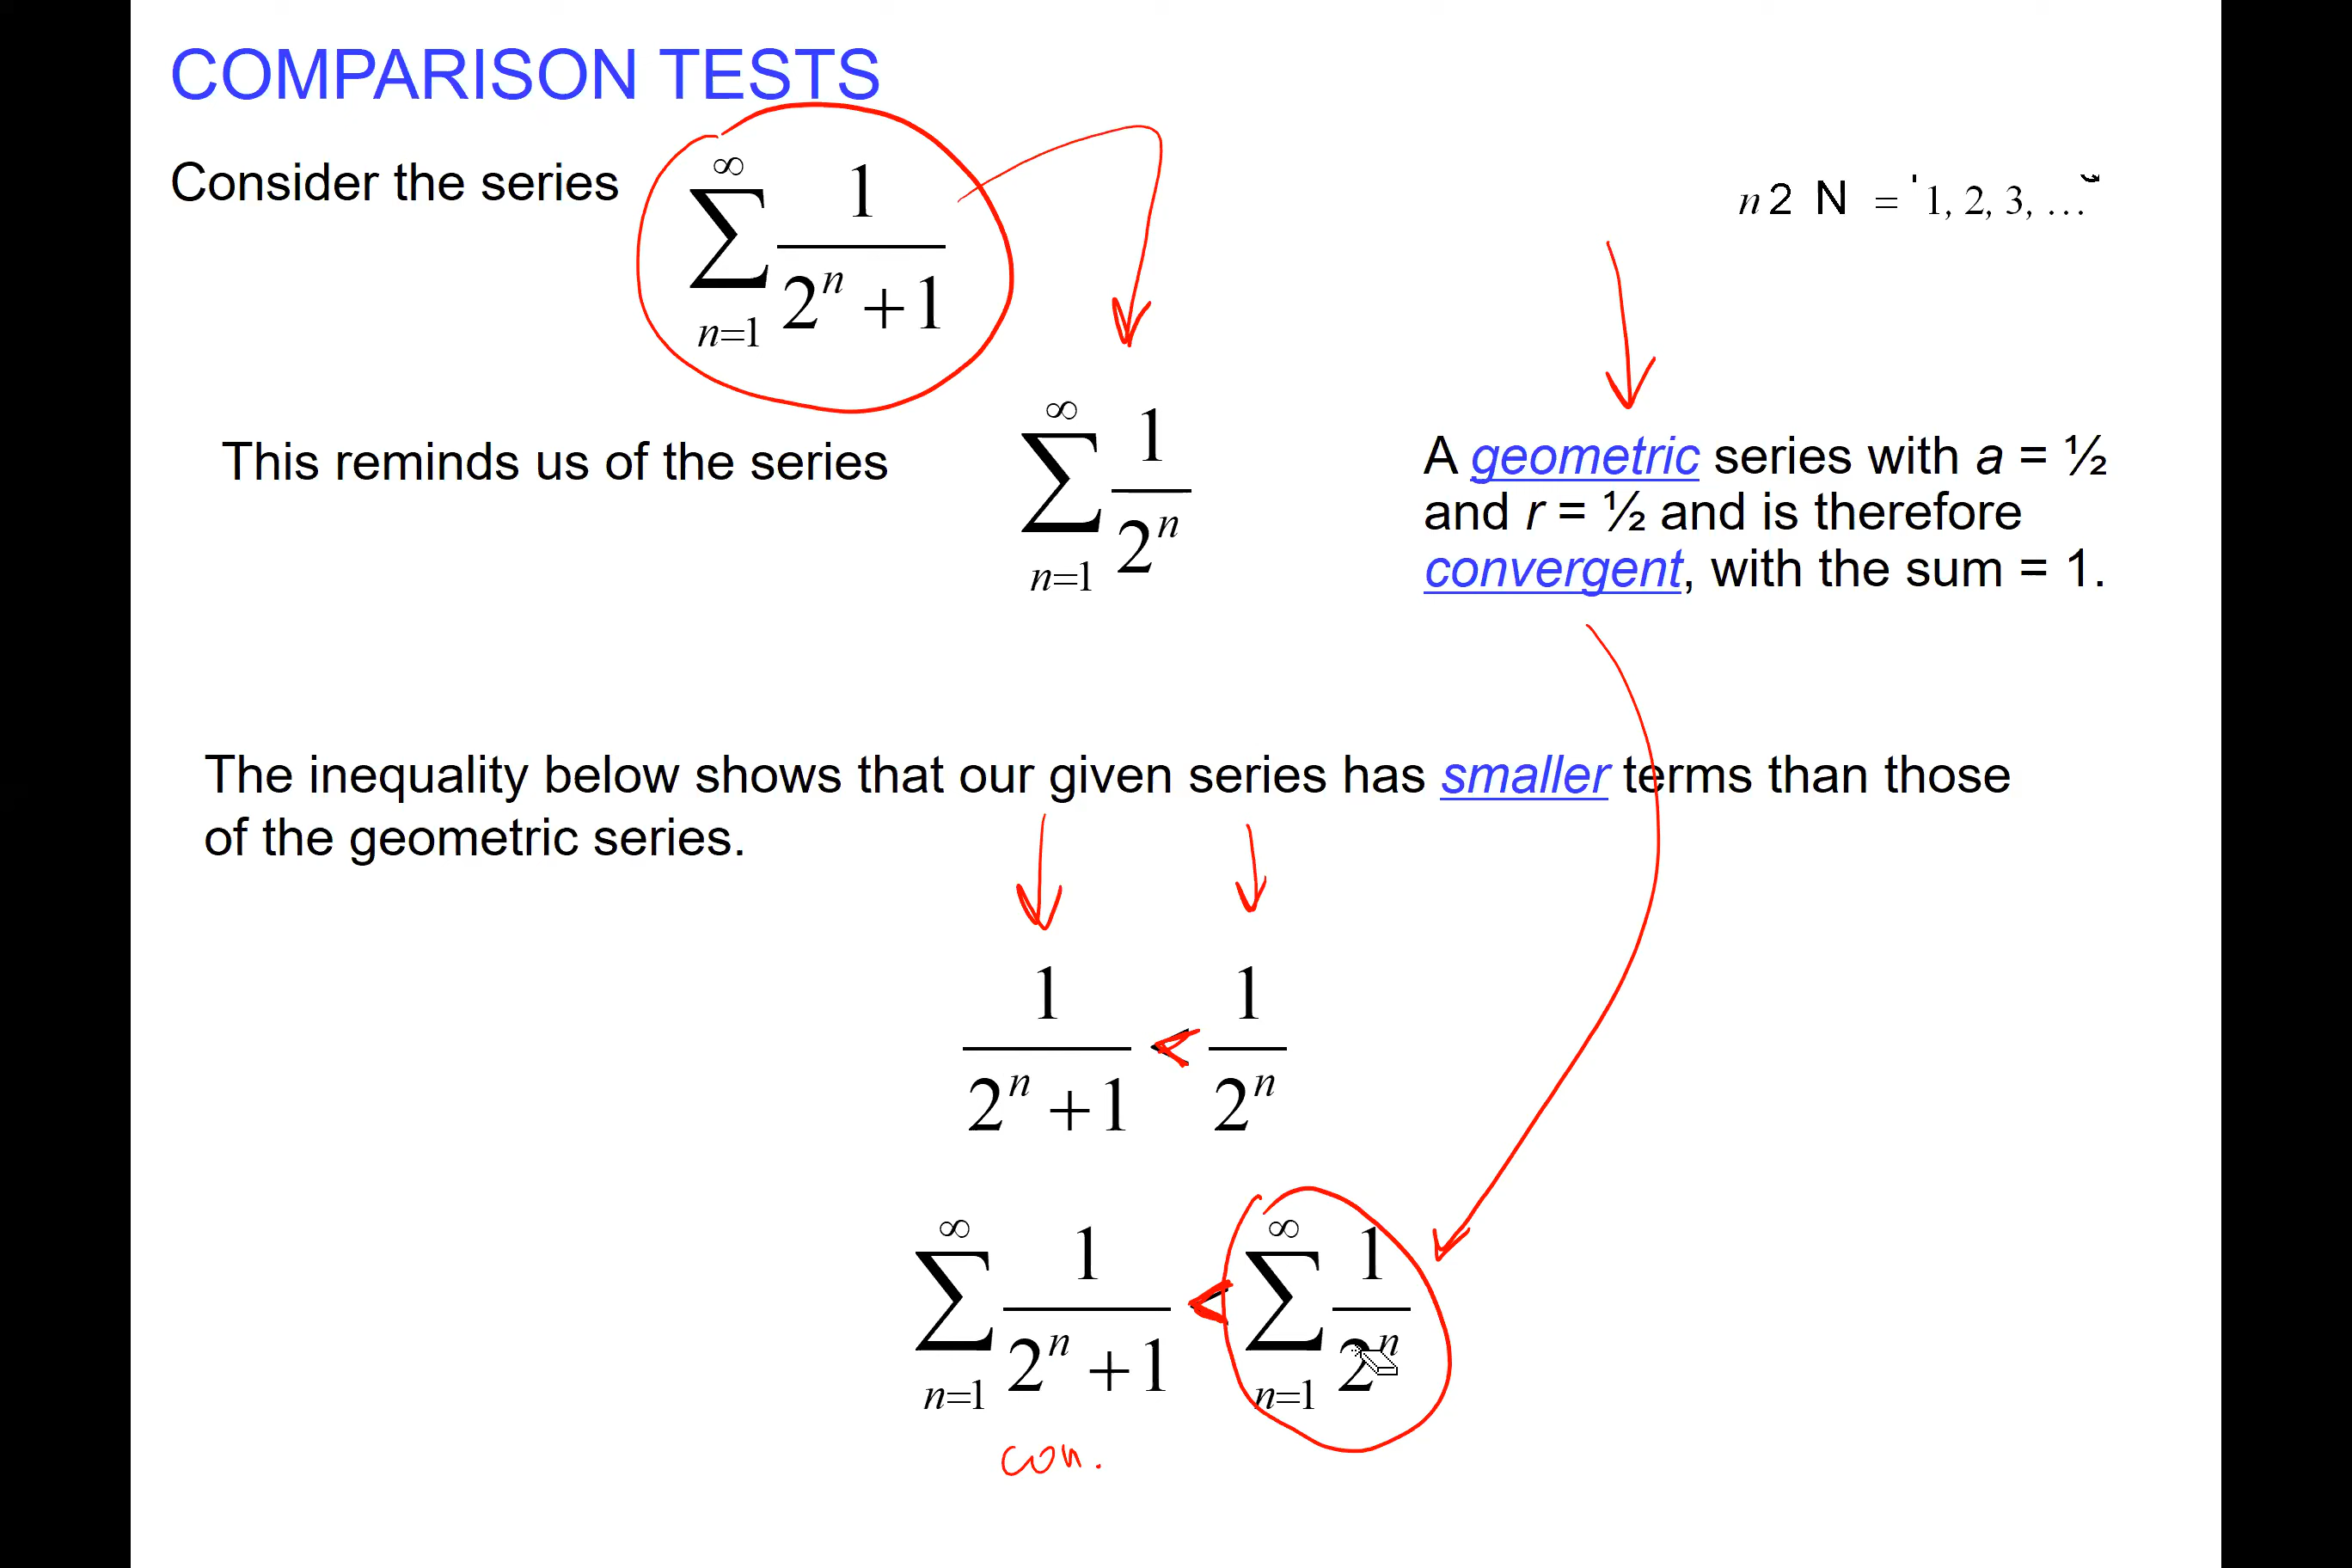 COMPARISON TESTS
Consider the series ∑_{n=1}^{∞} 1/(2^n + 1)
n 2 N = 1, 2, 3, …
This reminds us of the series ∑_{n=1}^{∞} 1/2^n
A geometric series with a = ½
and r = ½ and is therefore
convergent, with the sum = 1.
The inequality below shows that our given series has smaller terms than those
of the geometric series.
1/(2^n + 1) < 1/2^n
∑_{n=1}^{∞} 1/(2^n + 1) < ∑_{n=1}^{∞} 1/2^n
con.